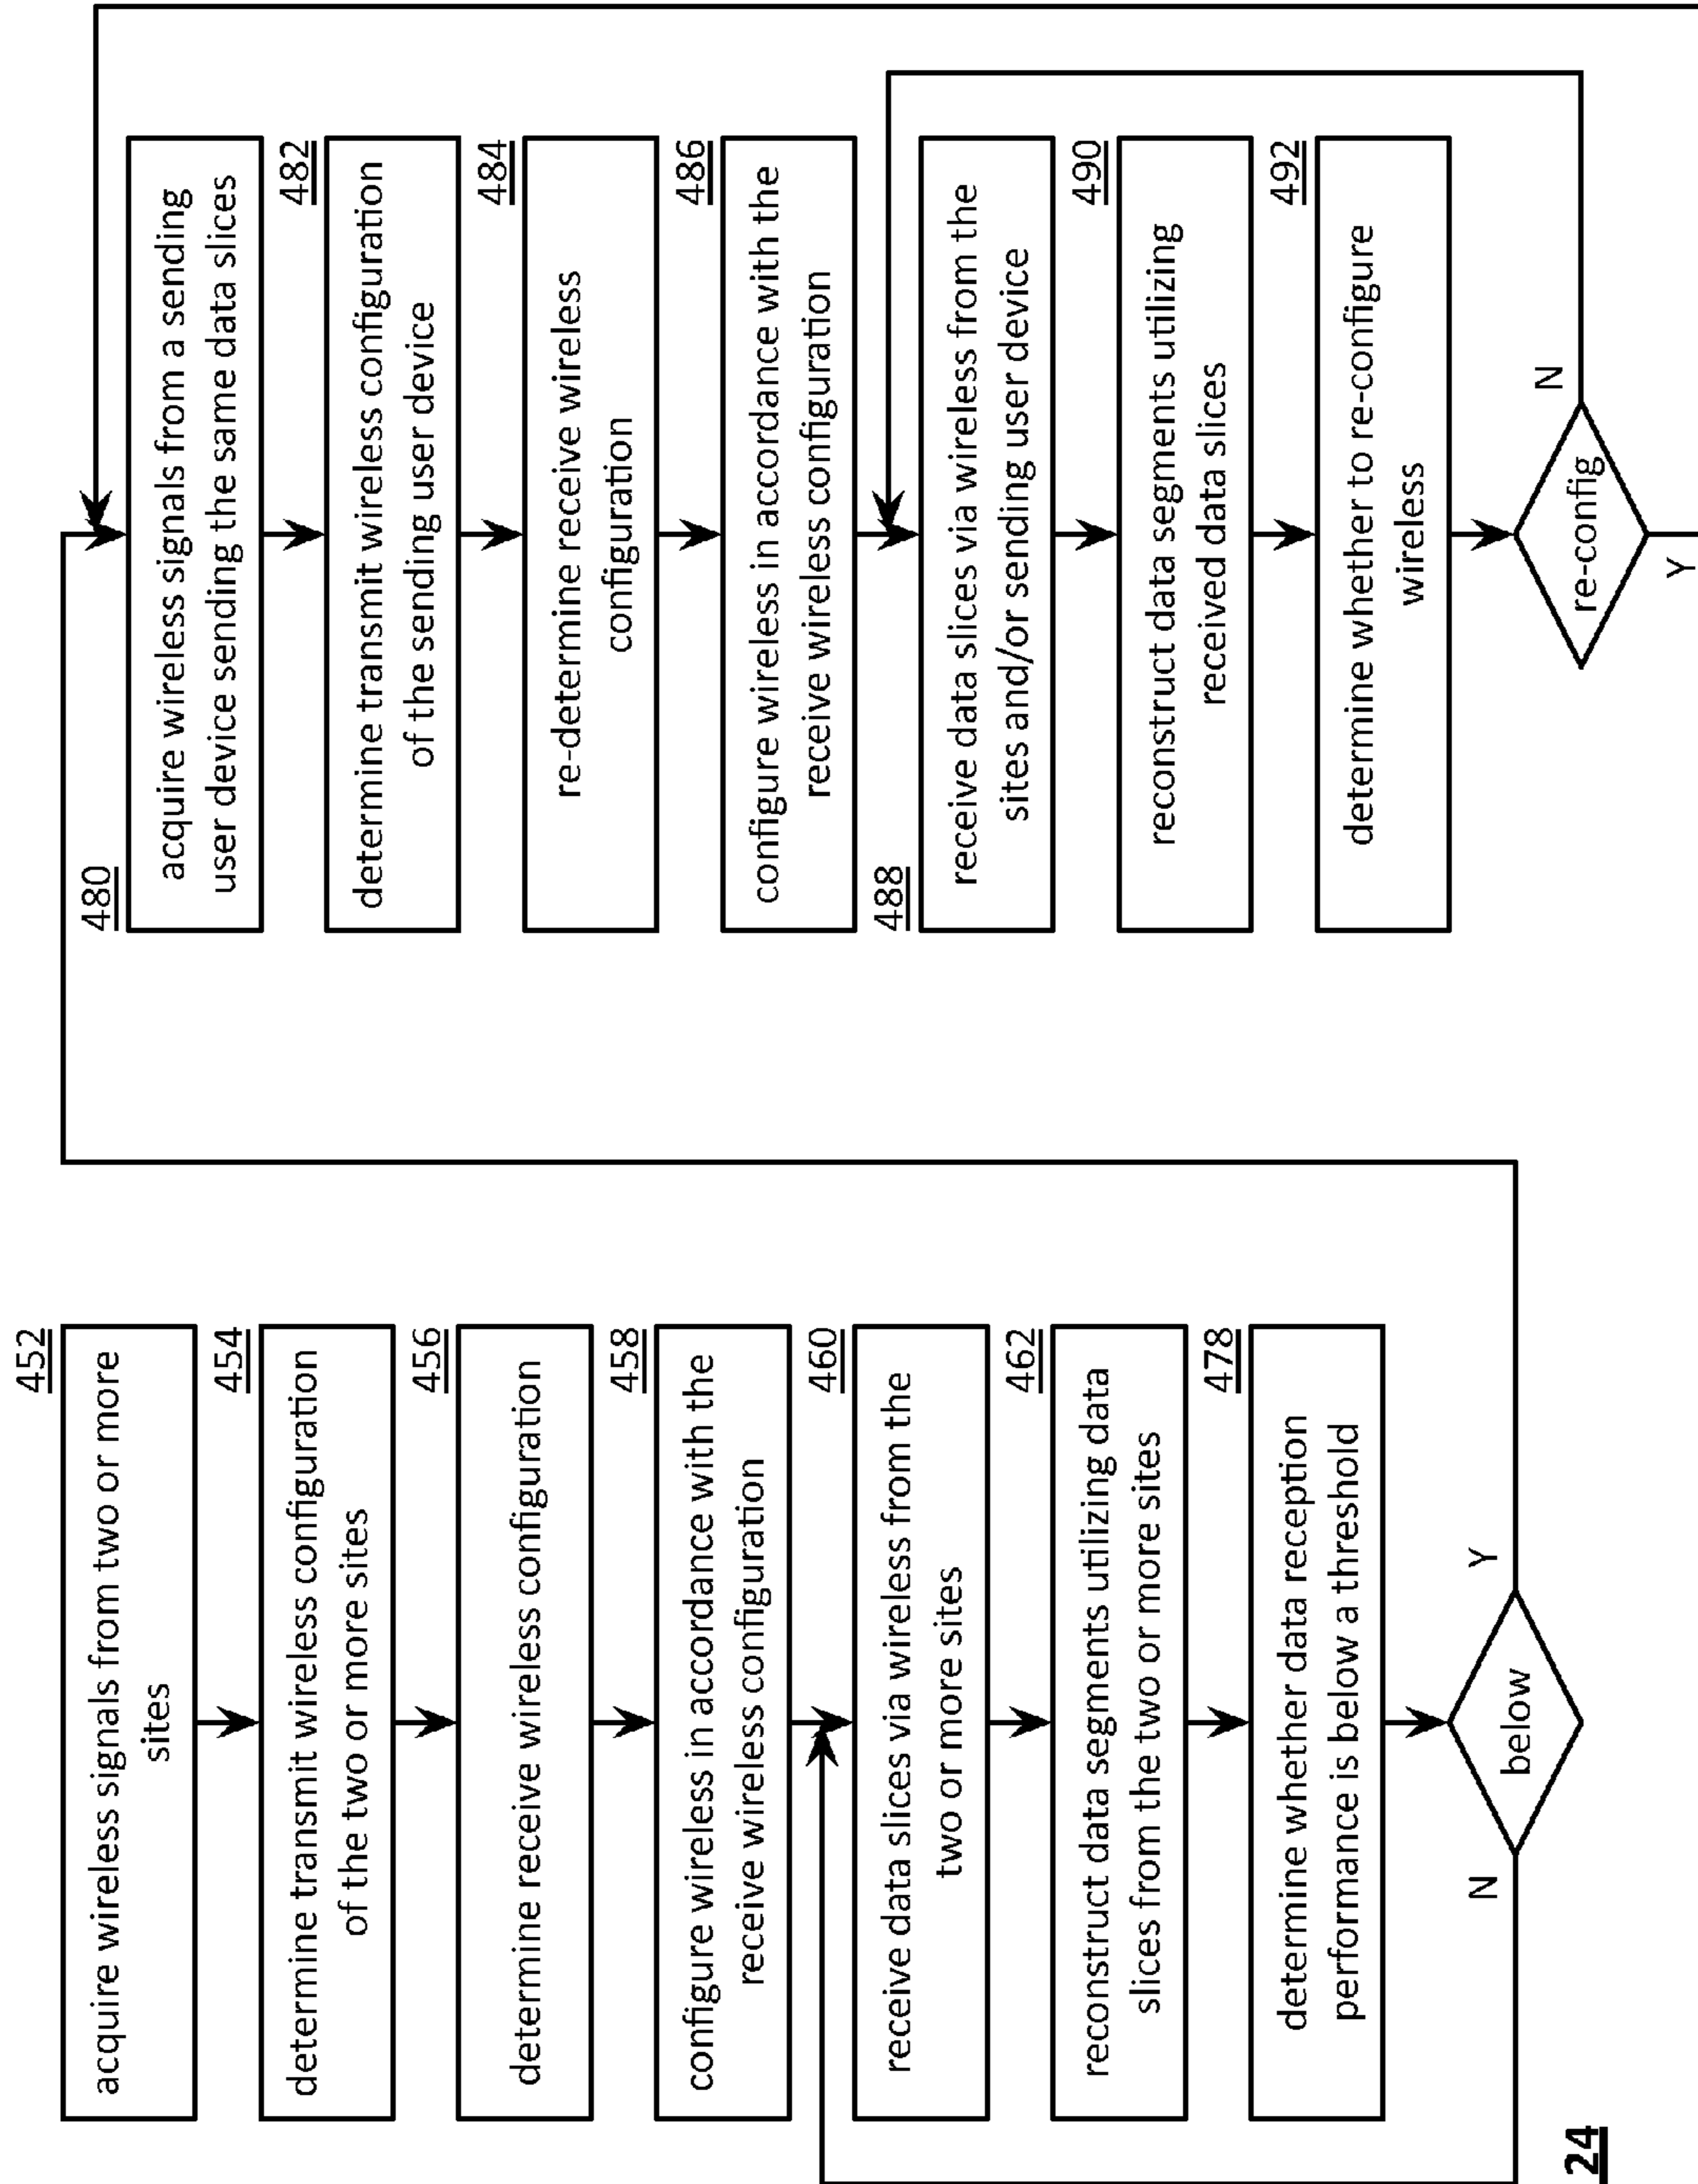 452
acquire wireless signals from two or more
sites
454
determine transmit wireless configuration
of the two or more sites
456
determine receive wireless configuration
458
configure wireless in accordance with the
receive wireless configuration
460
receive data slices via wireless from the
two or more sites
462
reconstruct data segments utilizing data
slices from the two or more sites
478
determine whether data reception
performance is below a threshold
below
N
Y
480
acquire wireless signals from a sending
user device sending the same data slices
482
determine transmit wireless configuration
of the sending user device
484
re-determine receive wireless
configuration
486
configure wireless in accordance with the
receive wireless configuration
488
receive data slices via wireless from the
sites and/or sending user device
490
reconstruct data segments utilizing
received data slices
492
determine whether to re-configure
wireless
re-config
N
Y
24